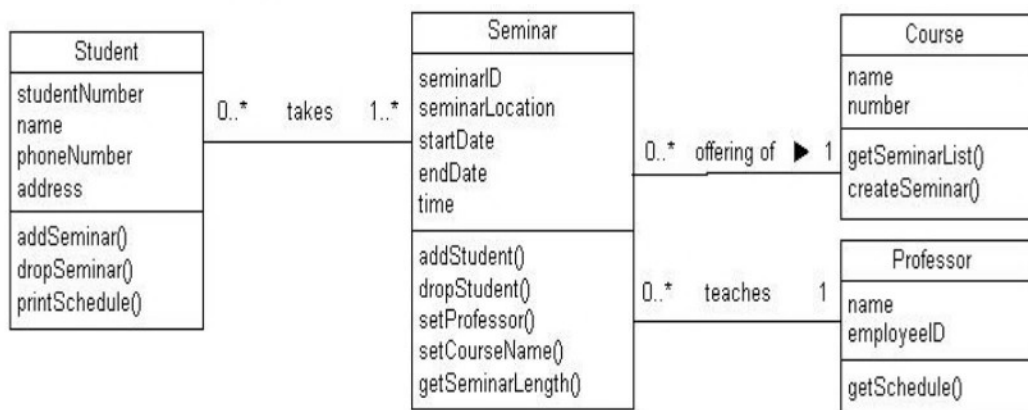 Student
studentNumber
name
phoneNumber
address
addSeminar()
dropSeminar()
printSchedule()
0..* takes 1..*
Seminar
seminarID
seminarLocation
startDate
endDate
time
addStudent()
dropStudent()
setProfessor()
setCourseName()
getSeminarLength()
0..* offering of ▶ 1
Course
name
number
getSeminarList()
createSeminar()
0..* teaches 1
Professor
name
employeeID
getSchedule()